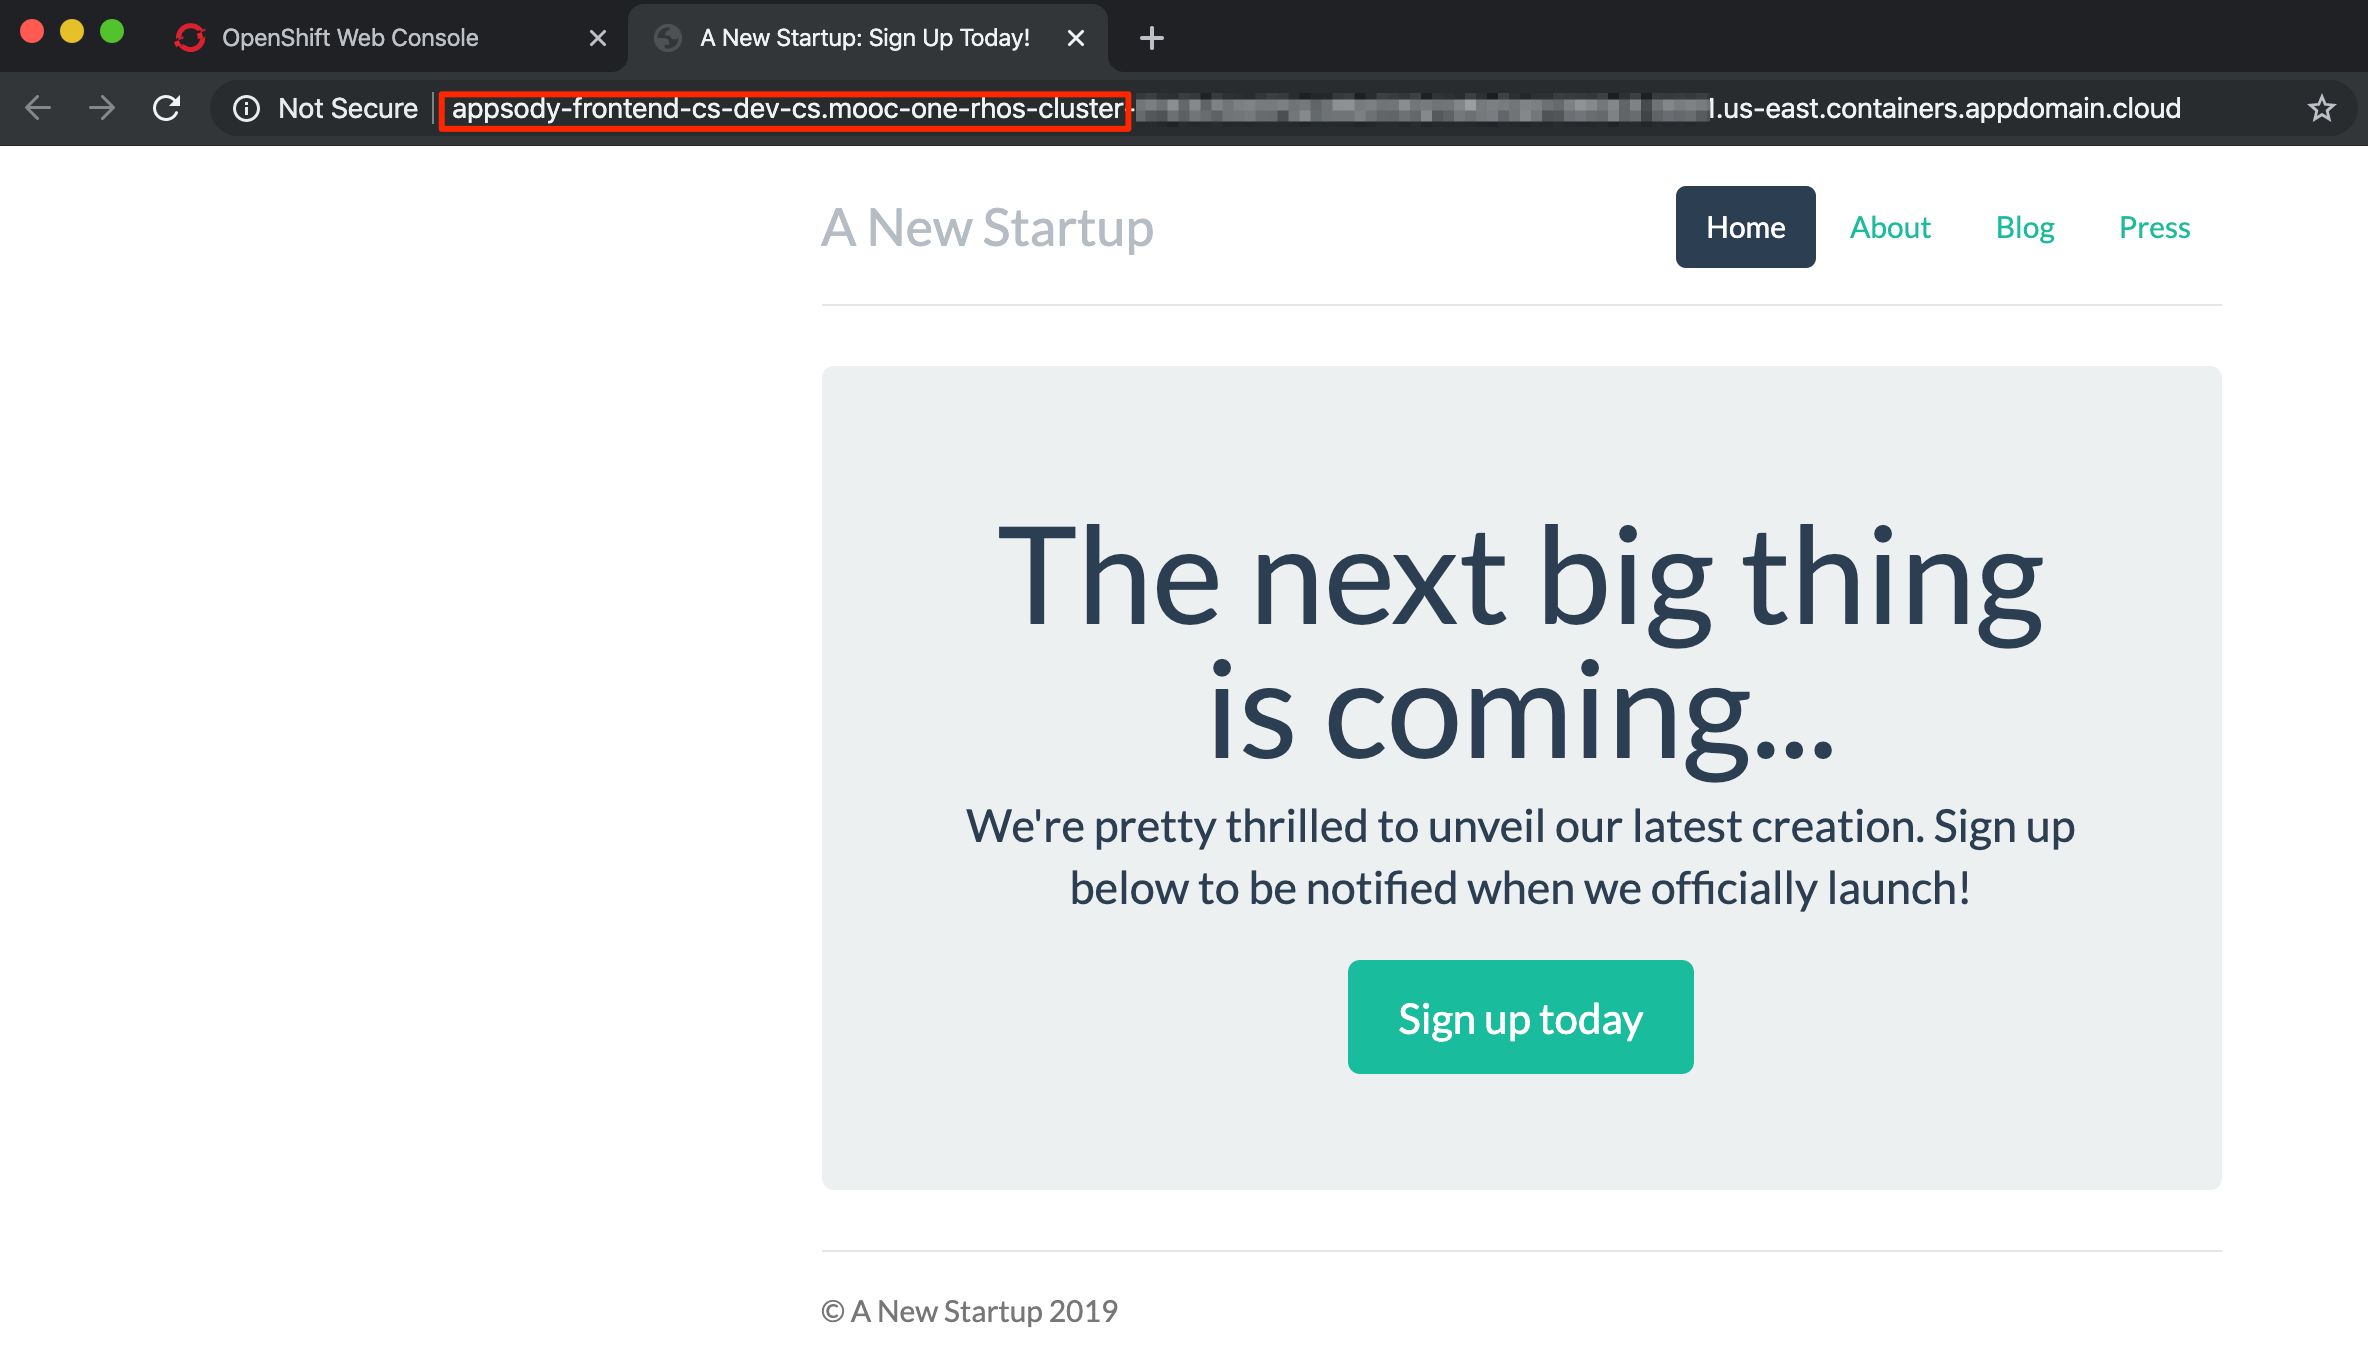 OpenShift Web Console
A New Startup: Sign Up Today!
Not Secure appsody-frontend-cs-dev-cs.mooc-one-rhos-cluster- .us-east.containers.appdomain.cloud
A New Startup
Home About Blog Press
The next big thing
is coming...
We're pretty thrilled to unveil our latest creation. Sign up
below to be notified when we officially launch!
Sign up today
© A New Startup 2019